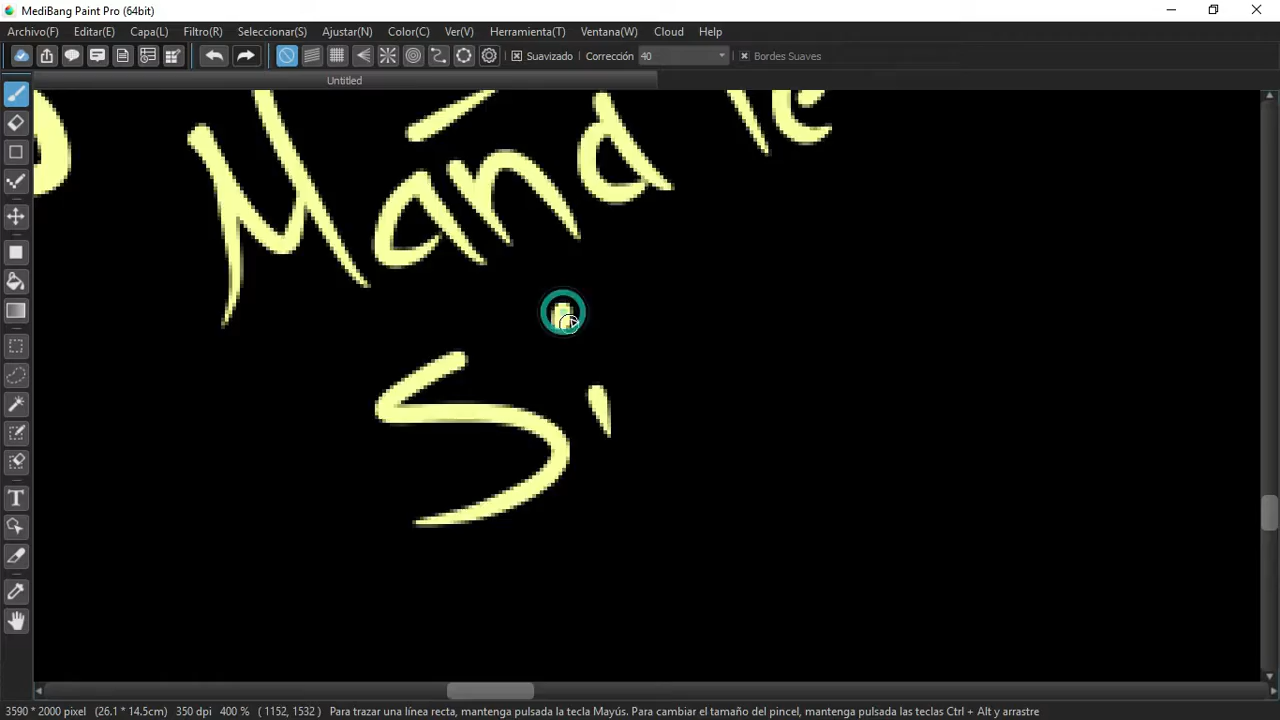 MediBang Paint Pro (64bit)
Archivo(F) Editar(E) Capa(L) Filtro(R) Seleccionar(S) Ajustar(N) Color(C) Ver(V) Herramienta(T) Ventana(W) Cloud Help
Suavizado Corrección 40 Bordes Suaves
Untitled
3590 * 2000 pixel (26.1 * 14.5cm) 350 dpi 400 % ( 1152, 1532 ) Para trazar una línea recta, mantenga pulsada la tecla Mayús. Para cambiar el tamaño del pincel, mantenga pulsadas las teclas Ctrl + Alt y arrastre